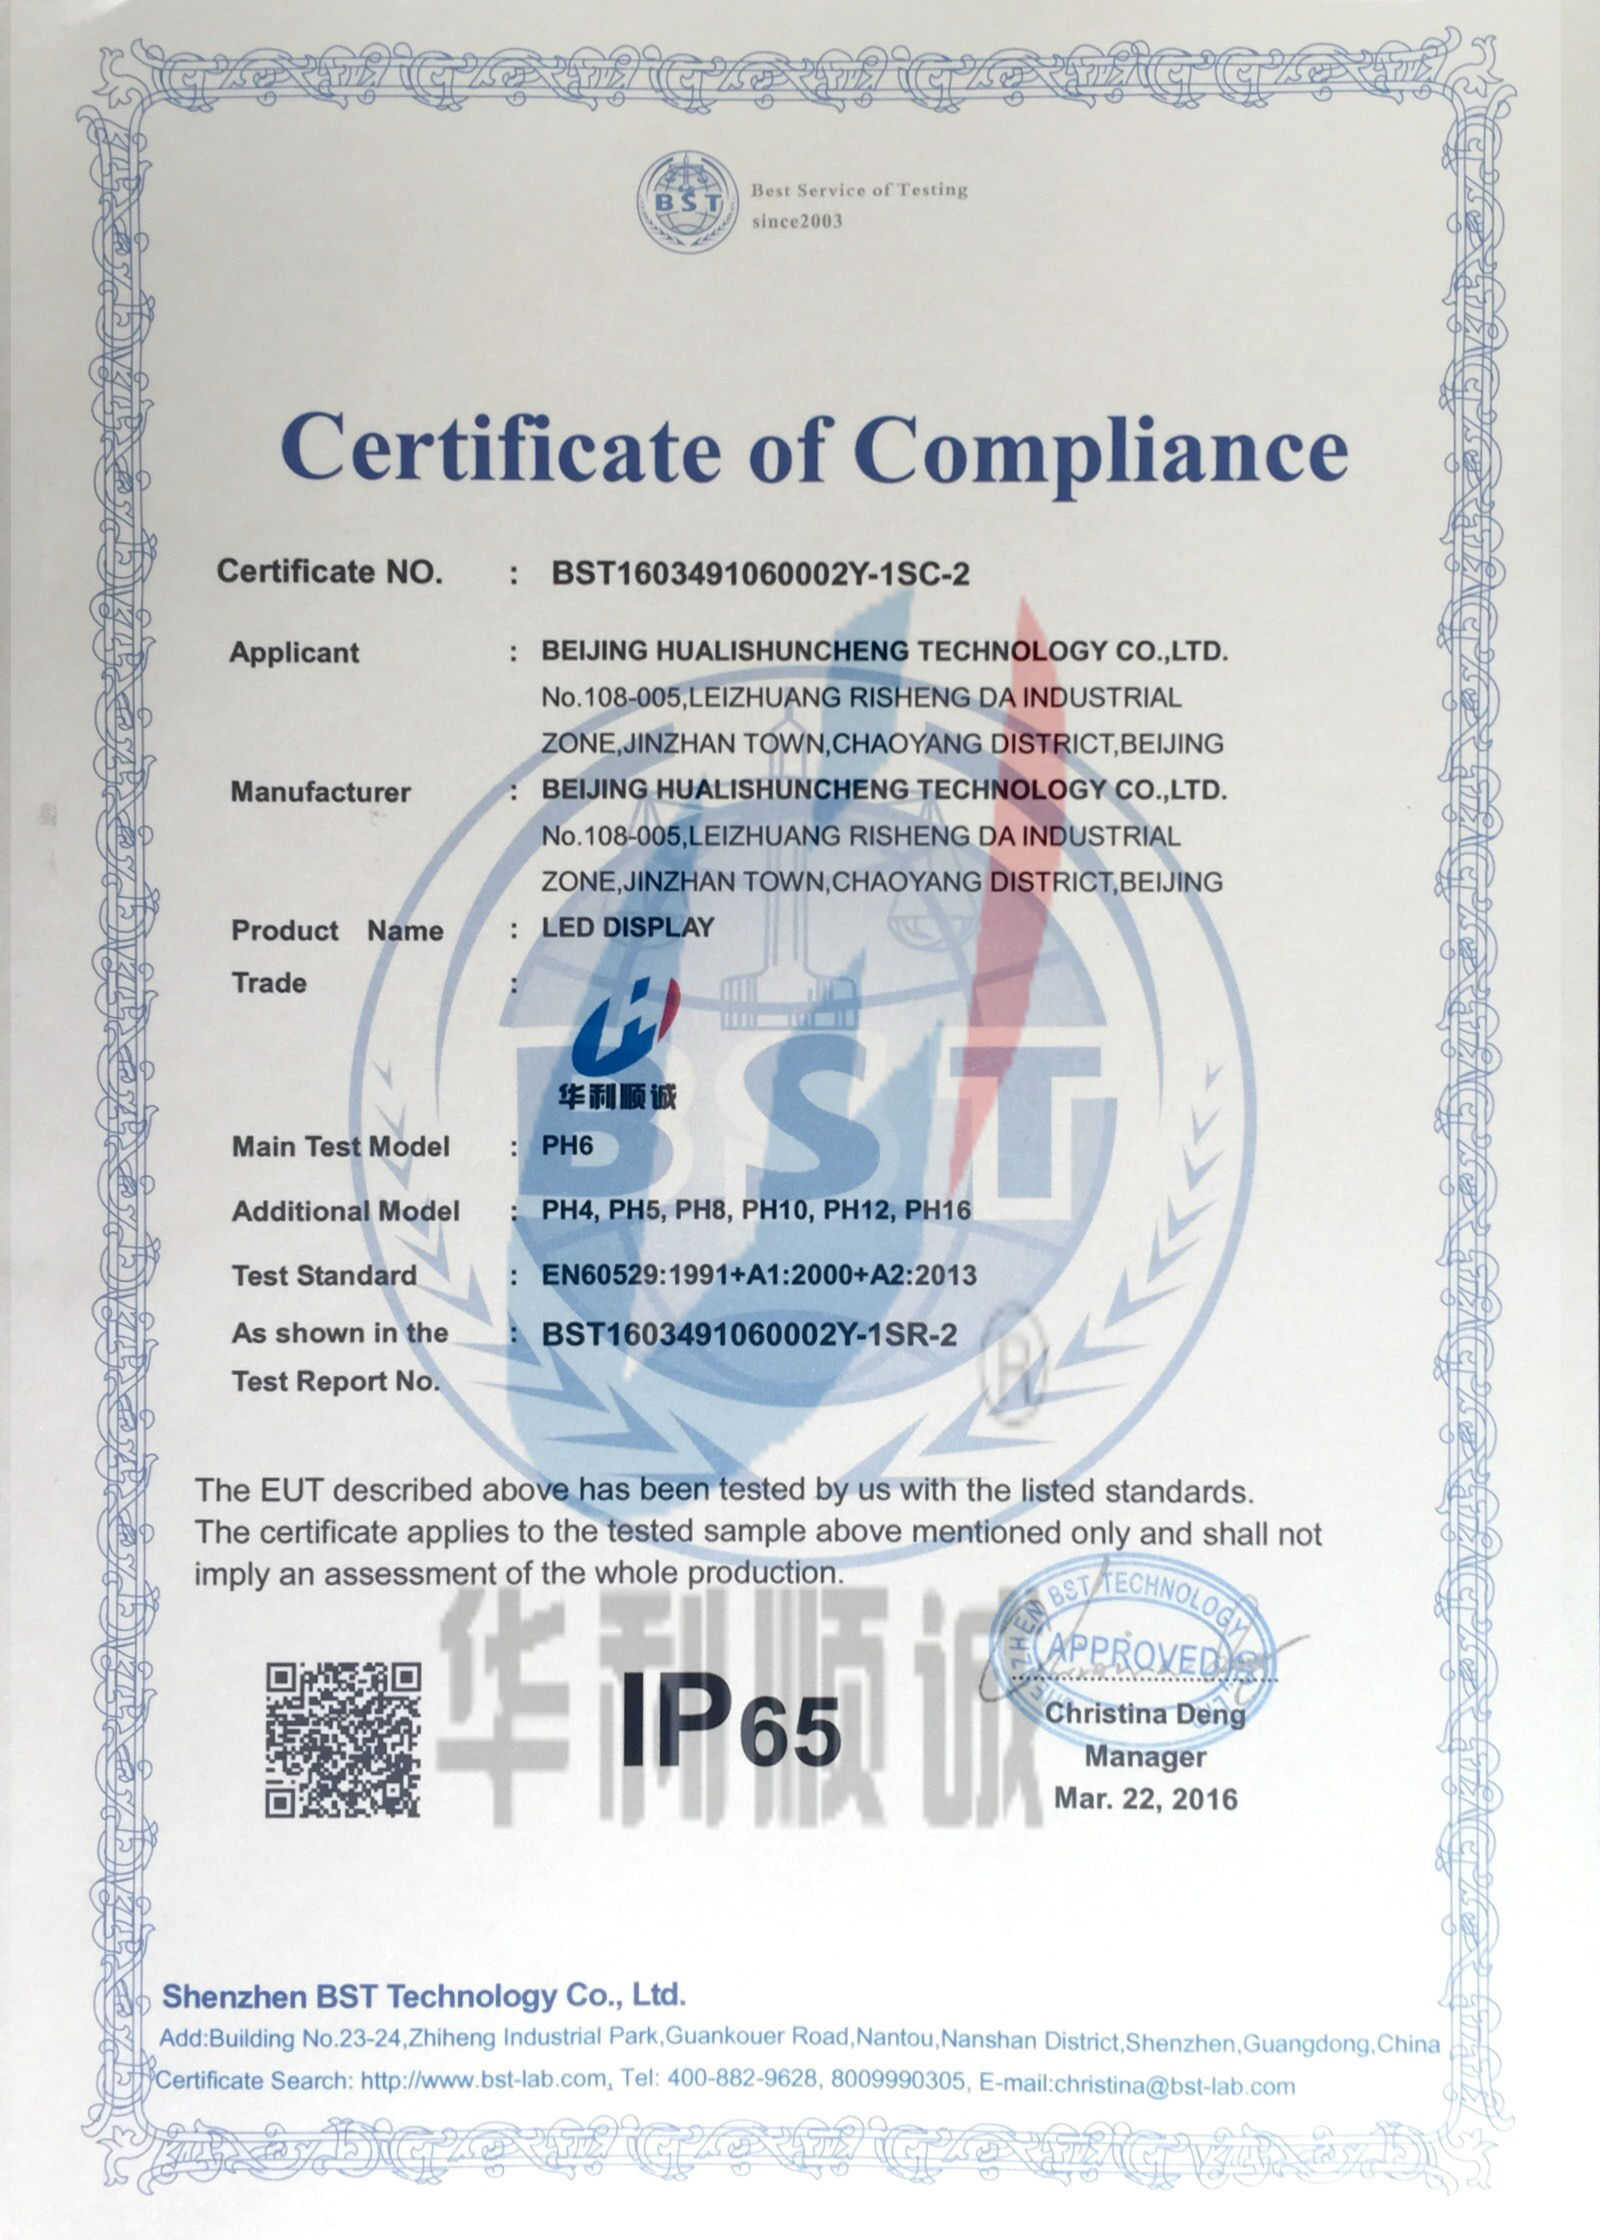 BST
Best Service of Testing
since2003
Certificate of Compliance
Certificate NO. : BST1603491060002Y-1SC-2
Applicant : BEIJING HUALISHUNCHENG TECHNOLOGY CO.,LTD.
No.108-005,LEIZHUANG RISHENG DA INDUSTRIAL
ZONE,JINZHAN TOWN,CHAOYANG DISTRICT,BEIJING
Manufacturer : BEIJING HUALISHUNCHENG TECHNOLOGY CO.,LTD.
No.108-005,LEIZHUANG RISHENG DA INDUSTRIAL
ZONE,JINZHAN TOWN,CHAOYANG DISTRICT,BEIJING
Product Name : LED DISPLAY
Trade :
华利顺诚
BST
Main Test Model : PH6
Additional Model : PH4, PH5, PH8, PH10, PH12, PH16
Test Standard : EN60529:1991+A1:2000+A2:2013
As shown in the : BST1603491060002Y-1SR-2
Test Report No.
®
The EUT described above has been tested by us with the listed standards.
The certificate applies to the tested sample above mentioned only and shall not
imply an assessment of the whole production.
华利顺诚
IP65
BST TECHNOLOGY
APPROVED
Christina Deng
Manager
Mar. 22, 2016
Shenzhen BST Technology Co., Ltd.
Add:Building No.23-24,Zhiheng Industrial Park,Guankouer Road,Nantou,Nanshan District,Shenzhen,Guangdong,China
Certificate Search: http://www.bst-lab.com, Tel: 400-882-9628, 8009990305, E-mail:christina@bst-lab.com